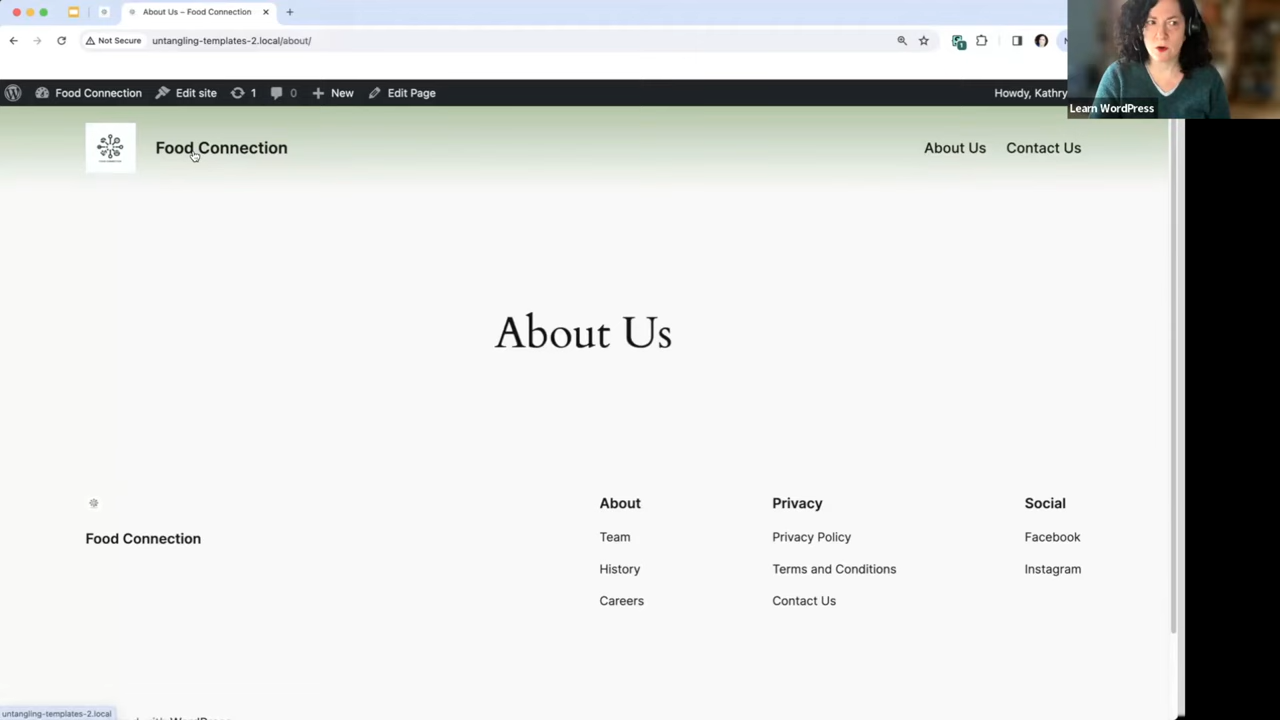 About Us – Food Connection
Not Secure untangling-templates-2.local/about/
1
Food Connection Edit site 1 0 New Edit Page Howdy, Kathry
Learn WordPress
Food Connection About Us Contact Us
About Us
Food Connection
About
Team
History
Careers
Privacy
Privacy Policy
Terms and Conditions
Contact Us
Social
Facebook
Instagram
untangling-templates-2.local